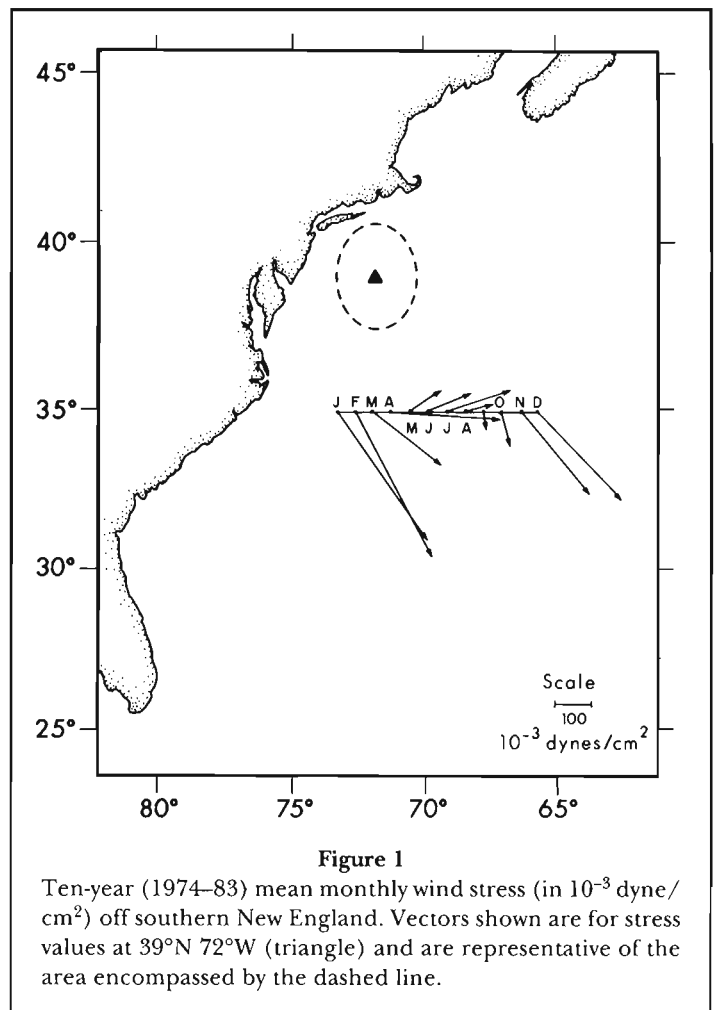 45°
40°
35°
30°
25°
J F M A O N D
M J J A
Scale
100
10⁻³ dynes/cm²
80° 75° 70° 65°
Figure 1
Ten-year (1974–83) mean monthly wind stress (in 10⁻³ dyne/
cm²) off southern New England. Vectors shown are for stress
values at 39°N 72°W (triangle) and are representative of the
area encompassed by the dashed line.